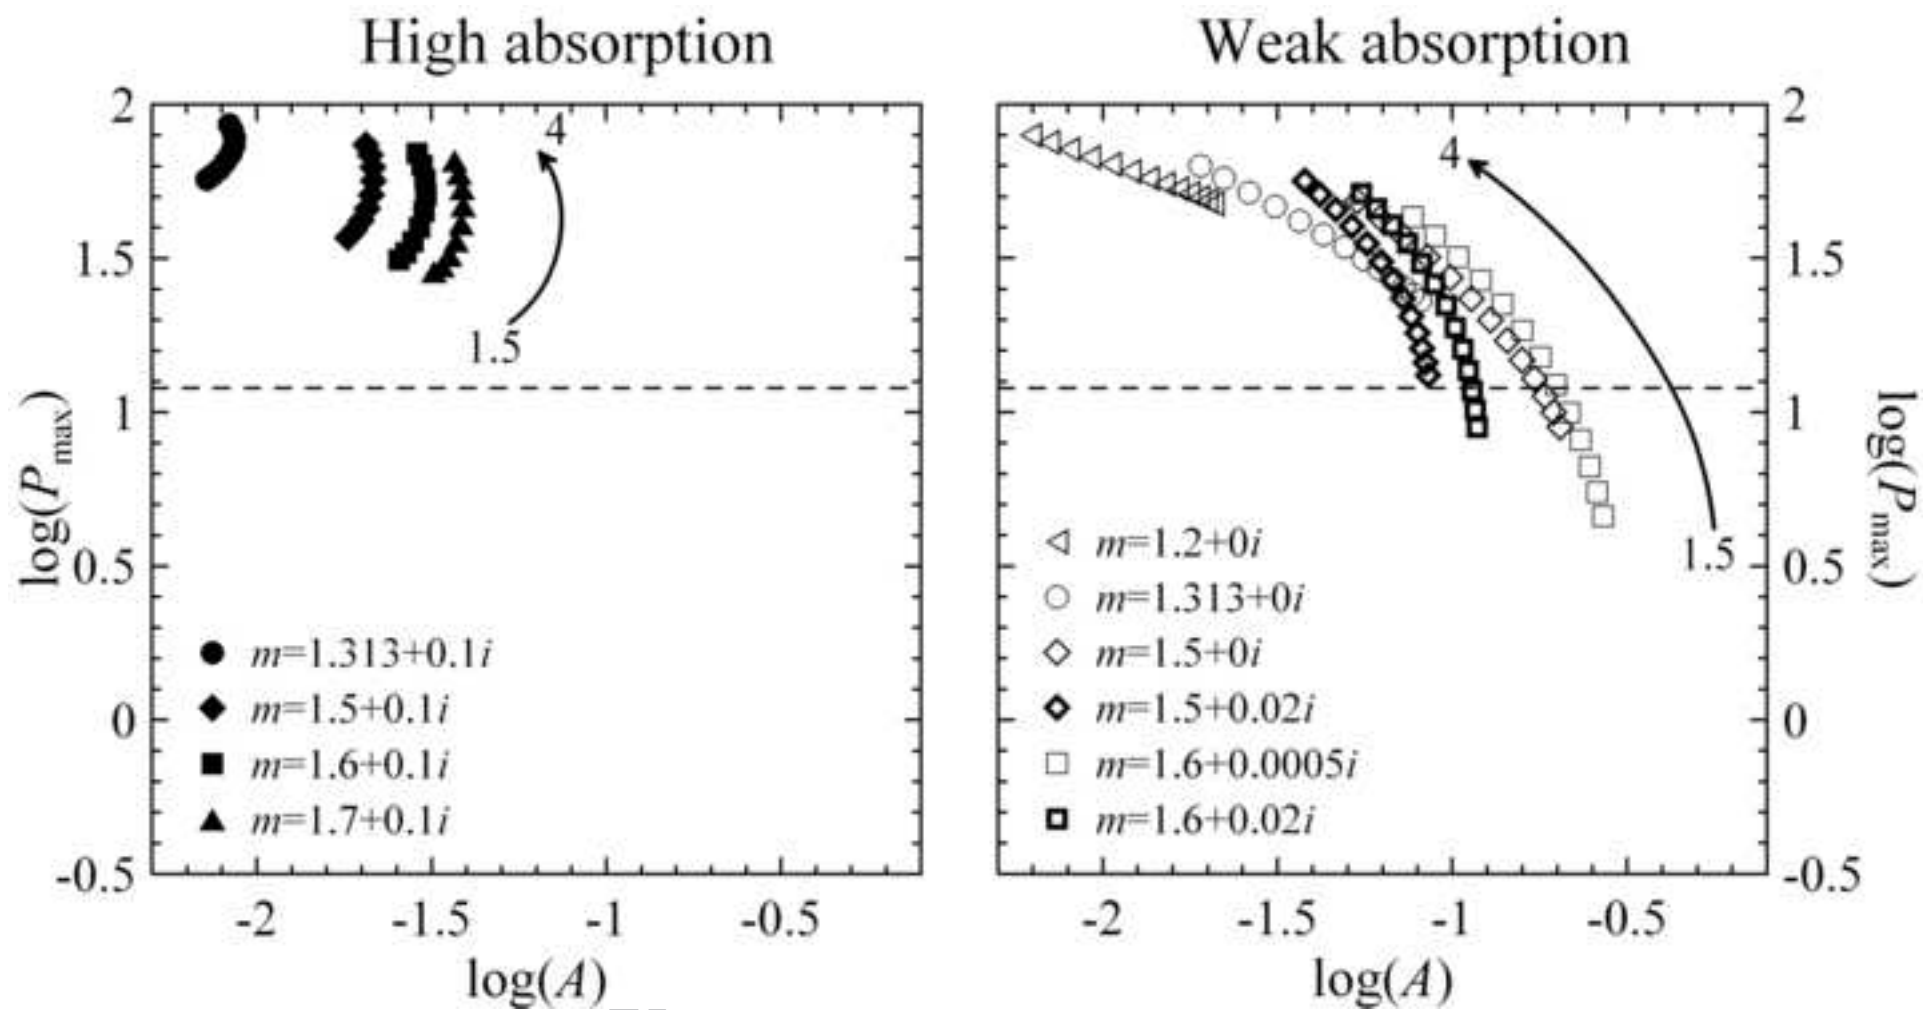 High absorption
Weak absorption
2
1.5
1
0.5
0
-0.5
log(Pmax)
4
1.5
m=1.313+0.1i
m=1.5+0.1i
m=1.6+0.1i
m=1.7+0.1i
-2 -1.5 -1 -0.5
log(A)
4
1.5
m=1.2+0i
m=1.313+0i
m=1.5+0i
m=1.5+0.02i
m=1.6+0.0005i
m=1.6+0.02i
2
1.5
1
0.5
0
-0.5
log(Pmax)
-2 -1.5 -1 -0.5
log(A)